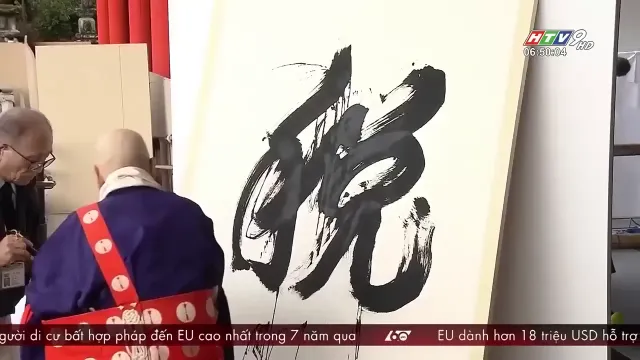 HTV9 HD
06:50:04
税
gười di cư bất hợp pháp đến EU cao nhất trong 7 năm qua
EU dành hơn 18 triệu USD hỗ trợ